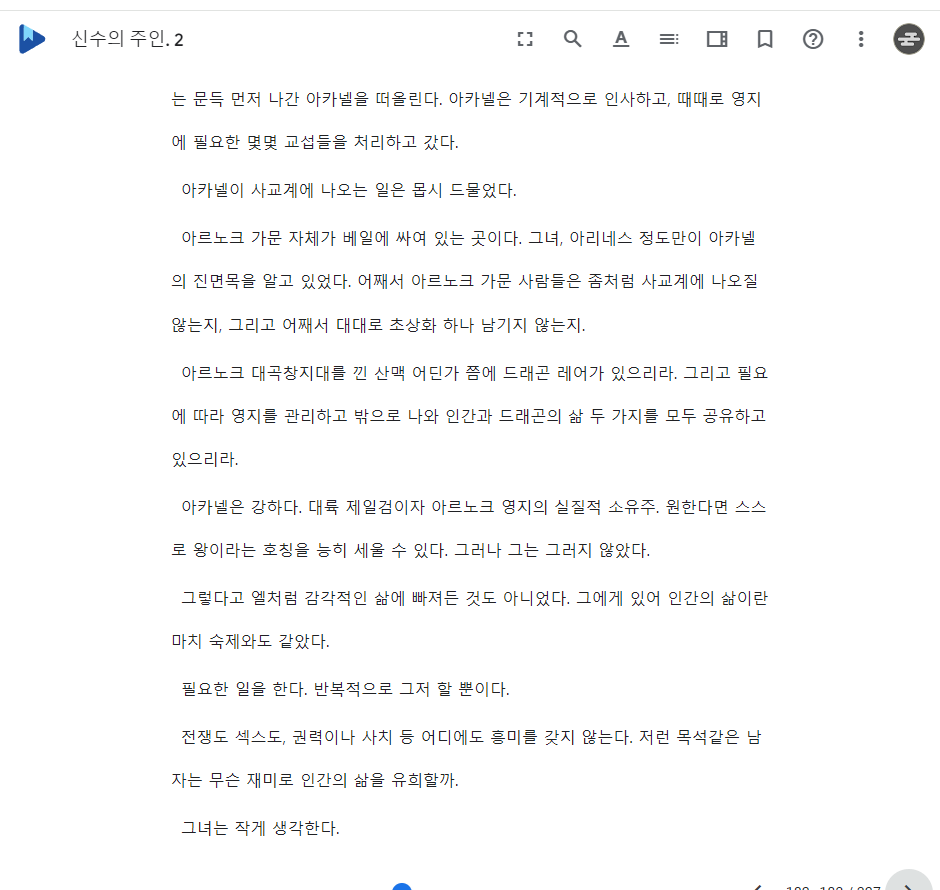 신수의 주인. 2
는 문득 먼저 나간 아카넬을 떠올린다. 아카넬은 기계적으로 인사하고, 때때로 영지
에 필요한 몇몇 교섭들을 처리하고 갔다.
아카넬이 사교계에 나오는 일은 몹시 드물었다.
아르노크 가문 자체가 베일에 싸여 있는 곳이다. 그녀, 아리네스 정도만이 아카넬
의 진면목을 알고 있었다. 어째서 아르노크 가문 사람들은 좀처럼 사교계에 나오질
않는지, 그리고 어째서 대대로 초상화 하나 남기지 않는지.
아르노크 대곡창지대를 낀 산맥 어딘가 쯤에 드래곤 레어가 있으리라. 그리고 필요
에 따라 영지를 관리하고 밖으로 나와 인간과 드래곤의 삶 두 가지를 모두 공유하고
있으리라.
아카넬은 강하다. 대륙 제일검이자 아르노크 영지의 실질적 소유주. 원한다면 스스
로 왕이라는 호칭을 능히 세울 수 있다. 그러나 그는 그러지 않았다.
그렇다고 엘처럼 감각적인 삶에 빠져든 것도 아니었다. 그에게 있어 인간의 삶이란
마치 숙제와도 같았다.
필요한 일을 한다. 반복적으로 그저 할 뿐이다.
전쟁도 섹스도, 권력이나 사치 등 어디에도 흥미를 갖지 않는다. 저런 목석같은 남
자는 무슨 재미로 인간의 삶을 유희할까.
그녀는 작게 생각한다.